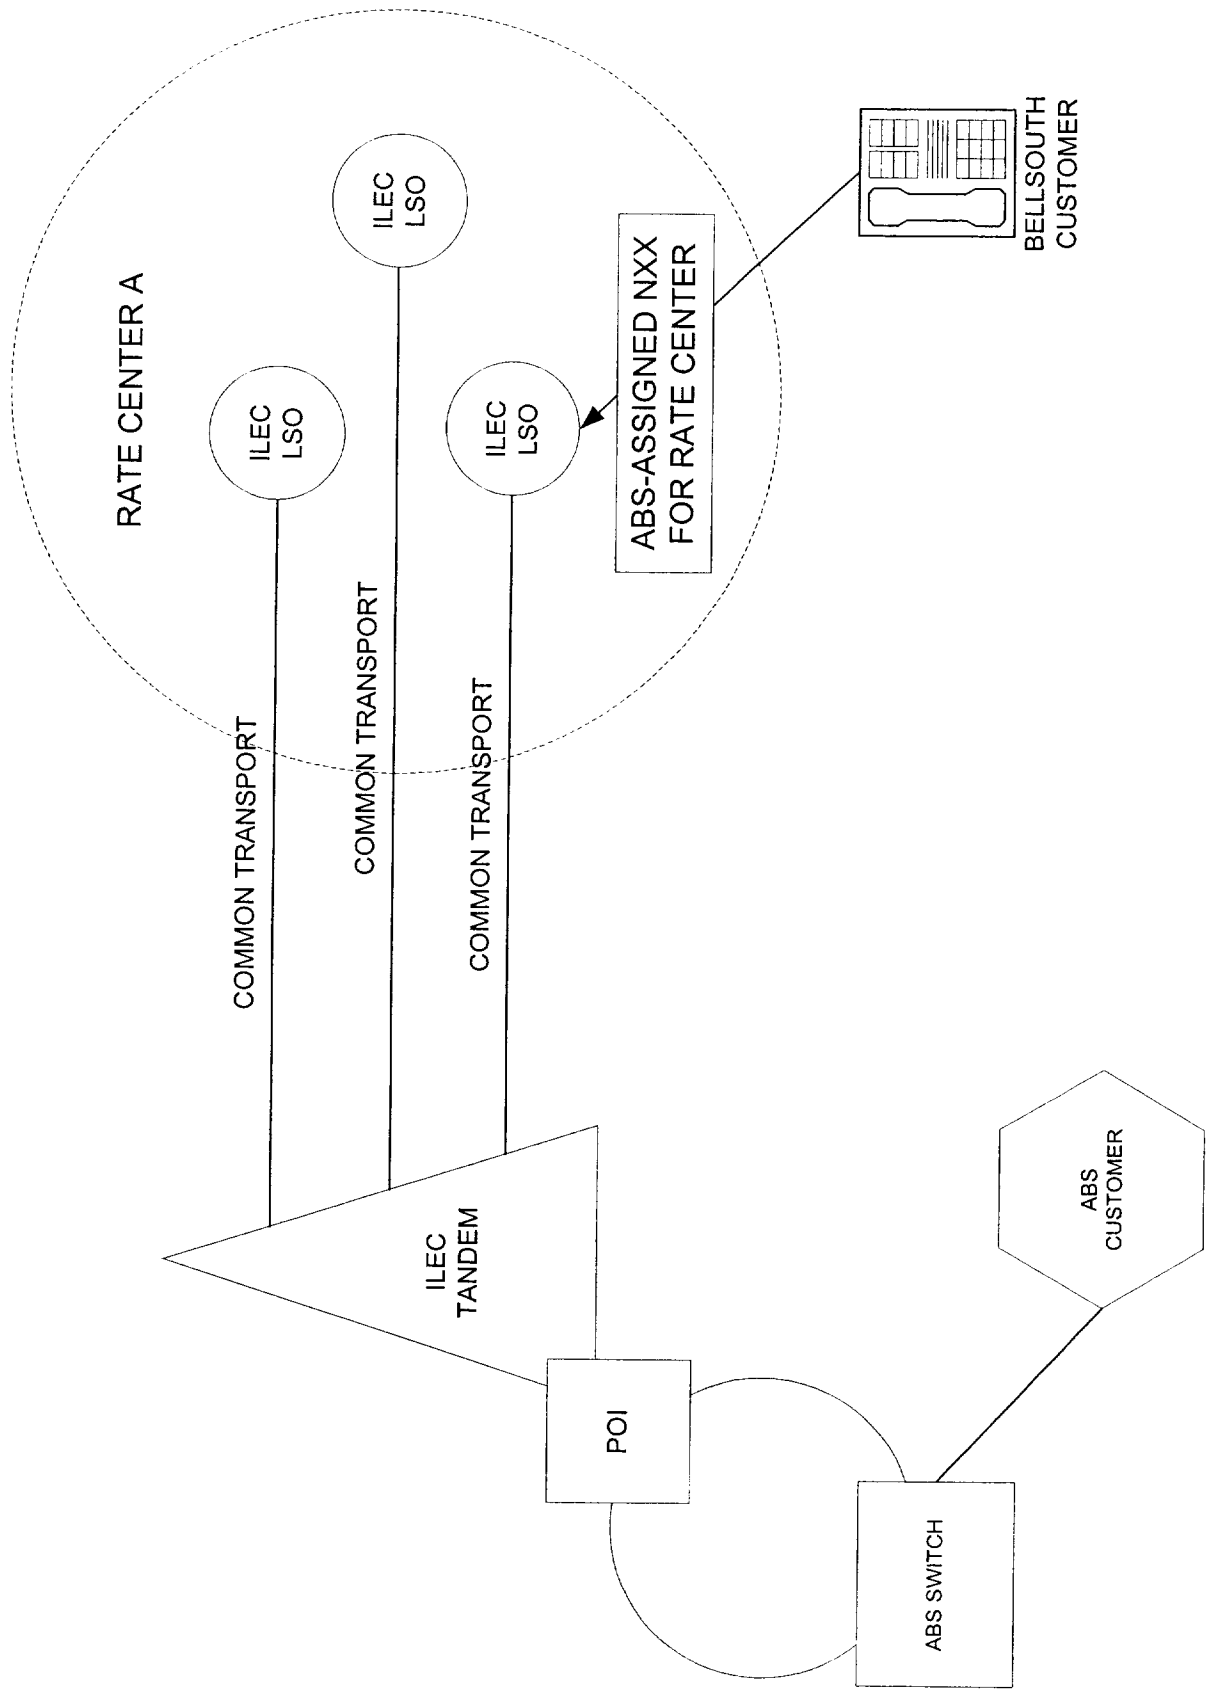 RATE CENTER A
ILEC
LSO
ILEC
LSO
ILEC
LSO
COMMON TRANSPORT
COMMON TRANSPORT
COMMON TRANSPORT
ABS-ASSIGNED NXX
FOR RATE CENTER
BELLSOUTH
CUSTOMER
ILEC
TANDEM
POI
ABS SWITCH
ABS
CUSTOMER